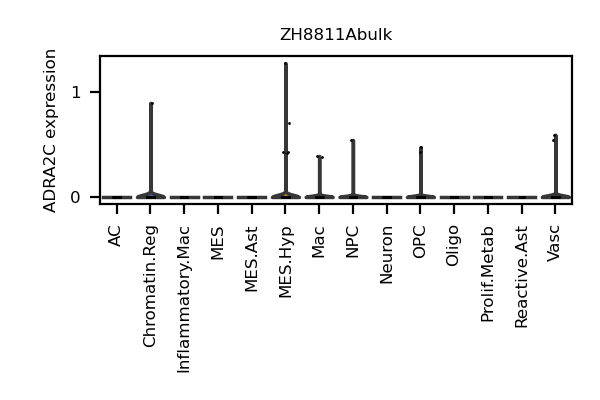 ZH8811Abulk
ADRA2C expression
1
0
AC
Chromatin.Reg
Inflammatory.Mac
MES
MES.Ast
MES.Hyp
Mac
NPC
Neuron
OPC
Oligo
Prolif.Metab
Reactive.Ast
Vasc